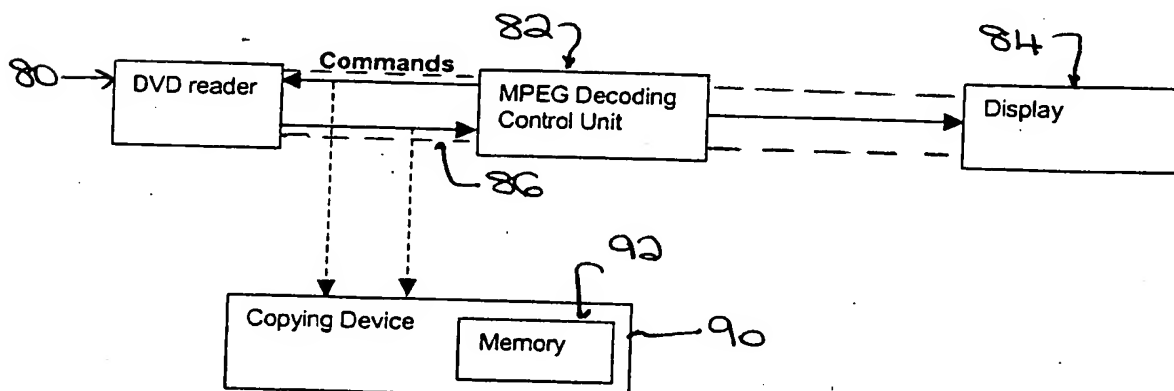 82
84
80
Commands
DVD reader
MPEG Decoding
Control Unit
Display
86
92
Copying Device
Memory
90